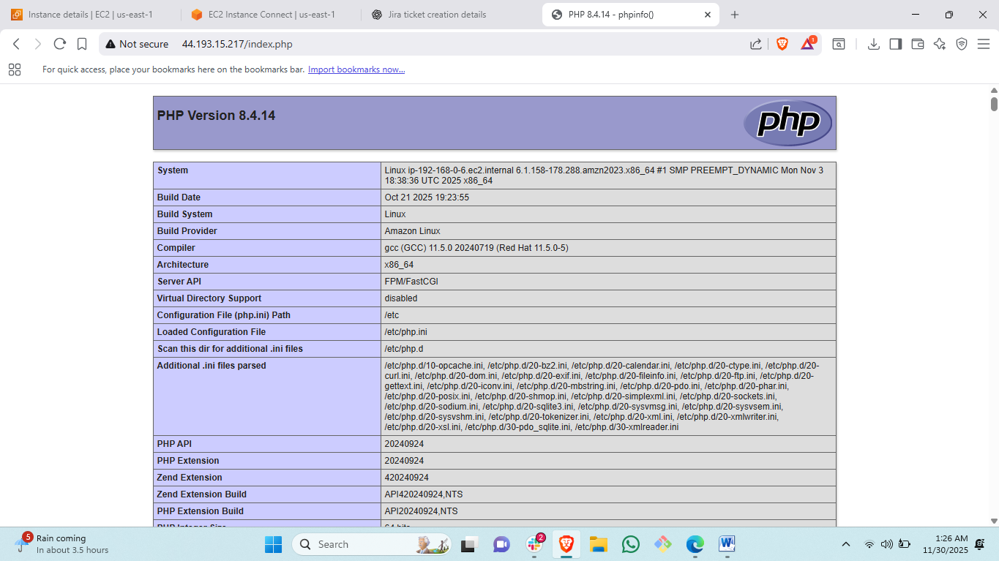 Instance details | EC2 | us-east-1
EC2 Instance Connect | us-east-1
Jira ticket creation details
PHP 8.4.14 - phpinfo()
Not secure 44.193.15.217/index.php
1
For quick access, place your bookmarks here on the bookmarks bar. Import bookmarks now...
PHP Version 8.4.14
php
System
Linux ip-192-168-0-6.ec2.internal 6.1.158-178.288.amzn2023.x86_64 #1 SMP PREEMPT_DYNAMIC Mon Nov 3
18:38:36 UTC 2025 x86_64
Build Date Oct 21 2025 19:23:55
Build System Linux
Build Provider Amazon Linux
Compiler gcc (GCC) 11.5.0 20240719 (Red Hat 11.5.0-5)
Architecture x86_64
Server API FPM/FastCGI
Virtual Directory Support disabled
Configuration File (php.ini) Path /etc
Loaded Configuration File /etc/php.ini
Scan this dir for additional .ini files /etc/php.d
Additional .ini files parsed
/etc/php.d/10-opcache.ini, /etc/php.d/20-bz2.ini, /etc/php.d/20-calendar.ini, /etc/php.d/20-ctype.ini, /etc/php.d/20-
curl.ini, /etc/php.d/20-dom.ini, /etc/php.d/20-exif.ini, /etc/php.d/20-fileinfo.ini, /etc/php.d/20-ftp.ini, /etc/php.d/20-
gettext.ini, /etc/php.d/20-iconv.ini, /etc/php.d/20-mbstring.ini, /etc/php.d/20-pdo.ini, /etc/php.d/20-phar.ini,
/etc/php.d/20-posix.ini, /etc/php.d/20-shmop.ini, /etc/php.d/20-simplexml.ini, /etc/php.d/20-sockets.ini,
/etc/php.d/20-sodium.ini, /etc/php.d/20-sqlite3.ini, /etc/php.d/20-sysvmsg.ini, /etc/php.d/20-sysvsem.ini,
/etc/php.d/20-sysvshm.ini, /etc/php.d/20-tokenizer.ini, /etc/php.d/20-xml.ini, /etc/php.d/20-xmlwriter.ini,
/etc/php.d/20-xsl.ini, /etc/php.d/30-pdo_sqlite.ini, /etc/php.d/30-xmlreader.ini
PHP API 20240924
PHP Extension 20240924
Zend Extension 420240924
Zend Extension Build API420240924,NTS
PHP Extension Build API20240924,NTS
PHP Integer Size 64 bits
5
Rain coming
In about 3.5 hours
Search
2
W
1:26 AM
11/30/2025